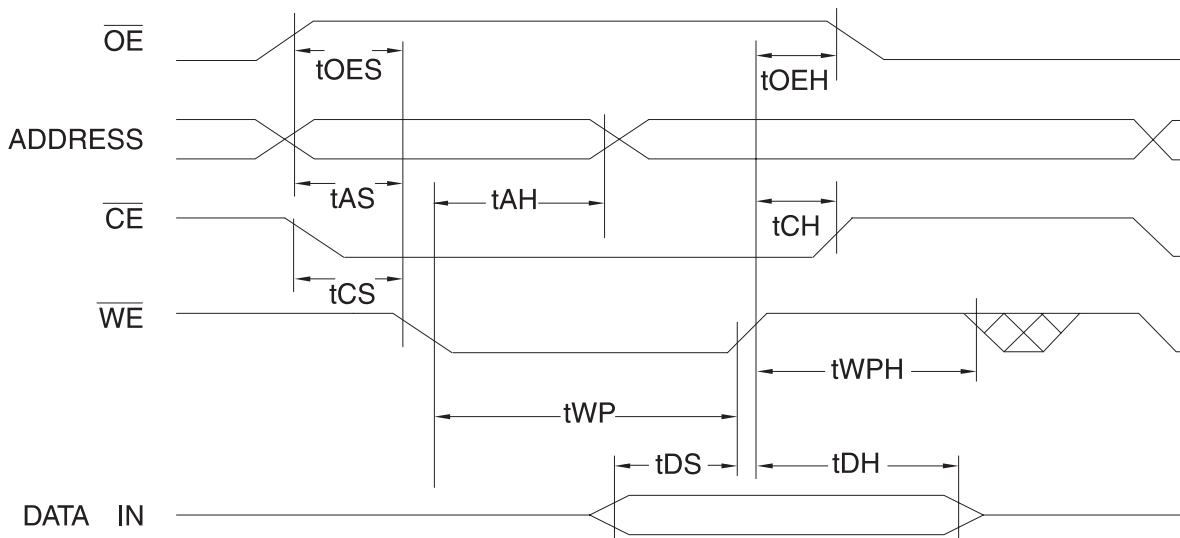 OE
tOES
tOEH
ADDRESS
tAS
tAH
CE
tCH
tCS
WE
tWPH
tWP
tDS
tDH
DATA IN